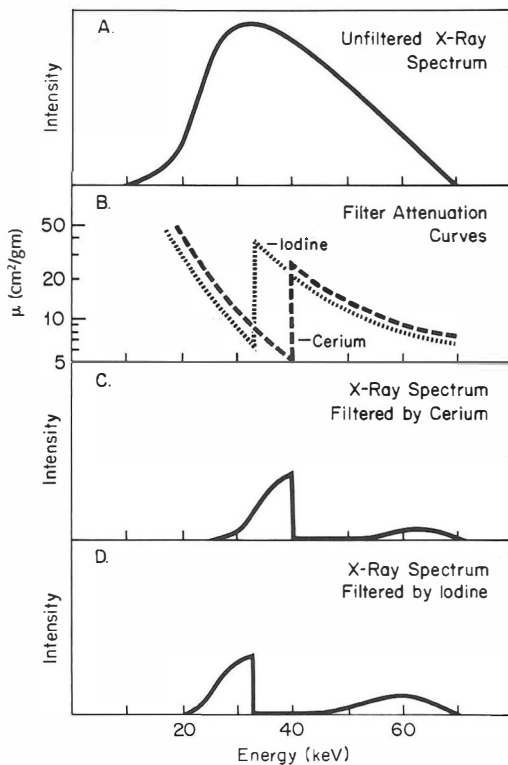 A.
Unfiltered X-Ray
Spectrum
Intensity
B.
Filter Attenuation
Curves
Iodine
Cerium
50
20
10
5
μ (cm²/gm)
C.
X-Ray Spectrum
Filtered by Cerium
Intensity
D.
X-Ray Spectrum
Filtered by Iodine
Intensity
20 40 60
Energy (keV)